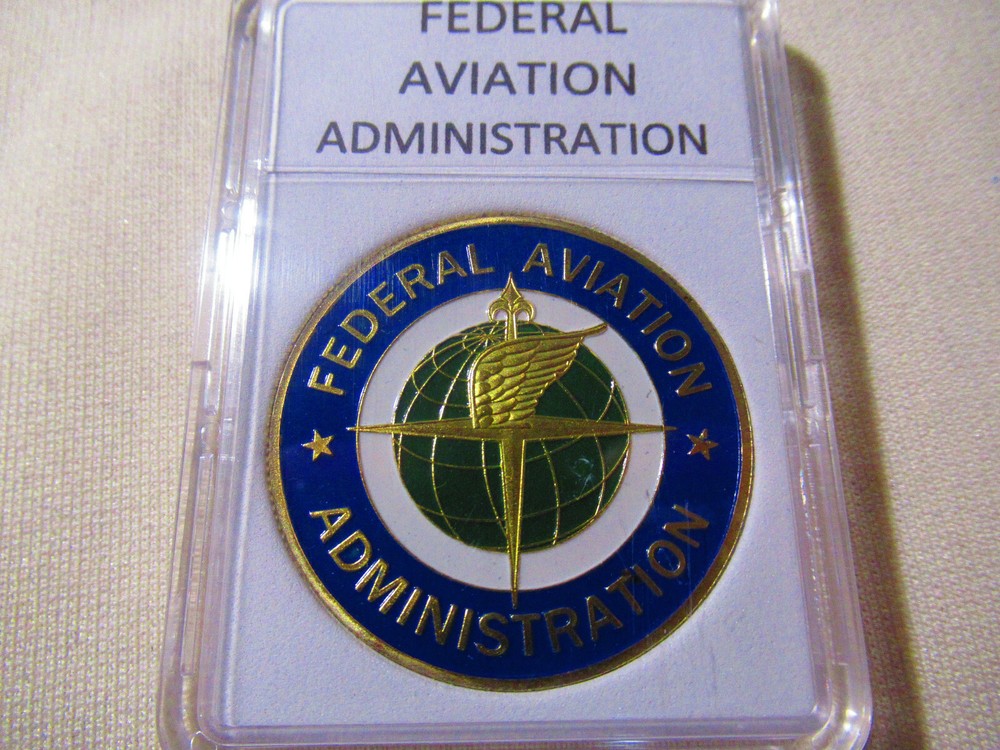 FEDERAL
AVIATION
ADMINISTRATION
FEDERAL AVIATION
ADMINISTRATION